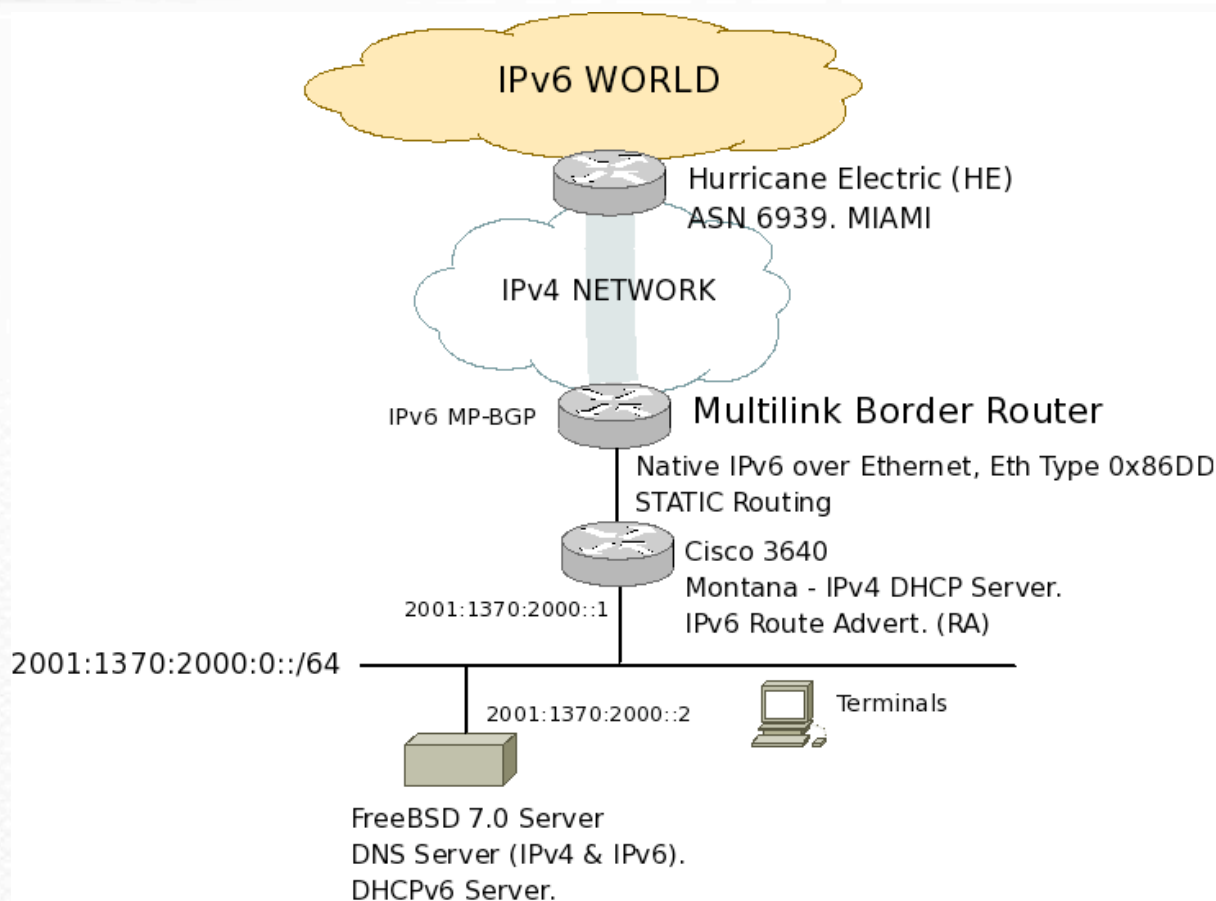 IPv6 WORLD
Hurricane Electric (HE)
ASN 6939. MIAMI
IPv4 NETWORK
IPv6 MP-BGP
Multilink Border Router
Native IPv6 over Ethernet, Eth Type 0x86DD
STATIC Routing
Cisco 3640
Montana - IPv4 DHCP Server.
IPv6 Route Advert. (RA)
2001:1370:2000::1
2001:1370:2000:0::/64
2001:1370:2000::2
Terminals
FreeBSD 7.0 Server
DNS Server (IPv4 & IPv6).
DHCPv6 Server.